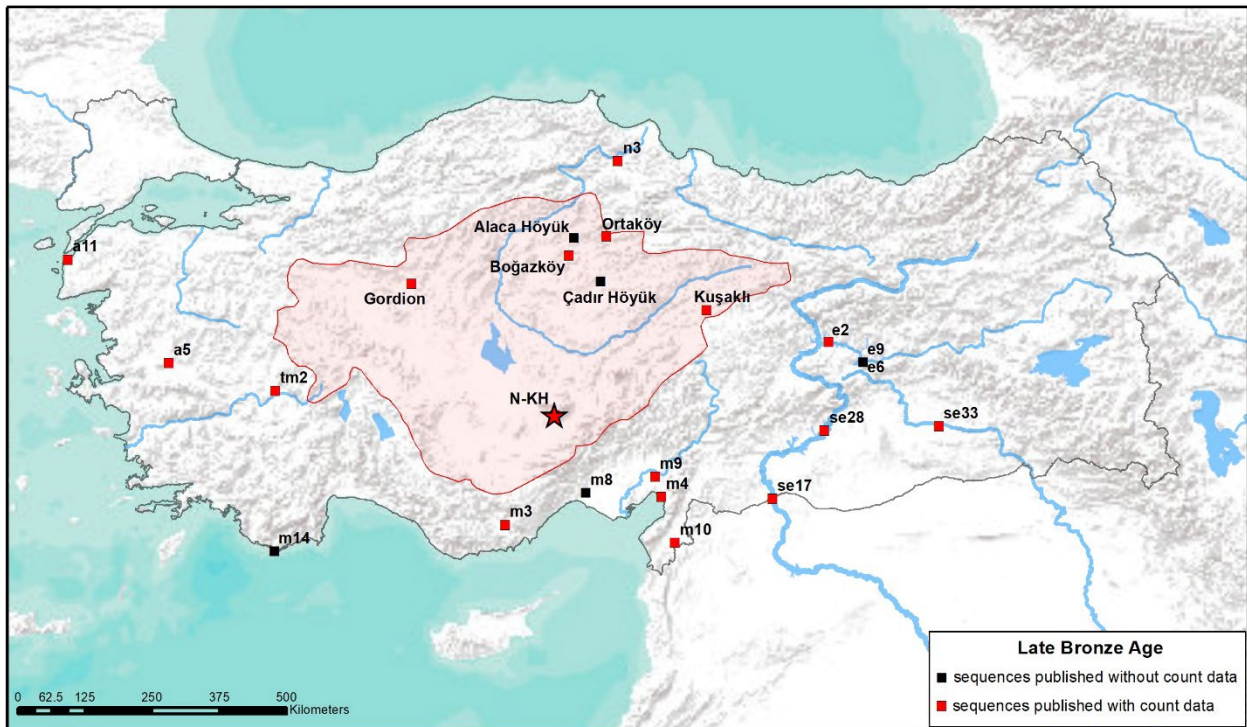 n3
Alaca Höyük
Ortaköy
a11
Boğazköy
Gordion
Çadır Höyük
Kuşaklı
e2
a5
e9
e6
tm2
N-KH
se33
se28
m9
m8
m4
se17
m3
m10
m14
Late Bronze Age
sequences published without count data
sequences published with count data
0 62.5 125 250 375 500
Kilometers